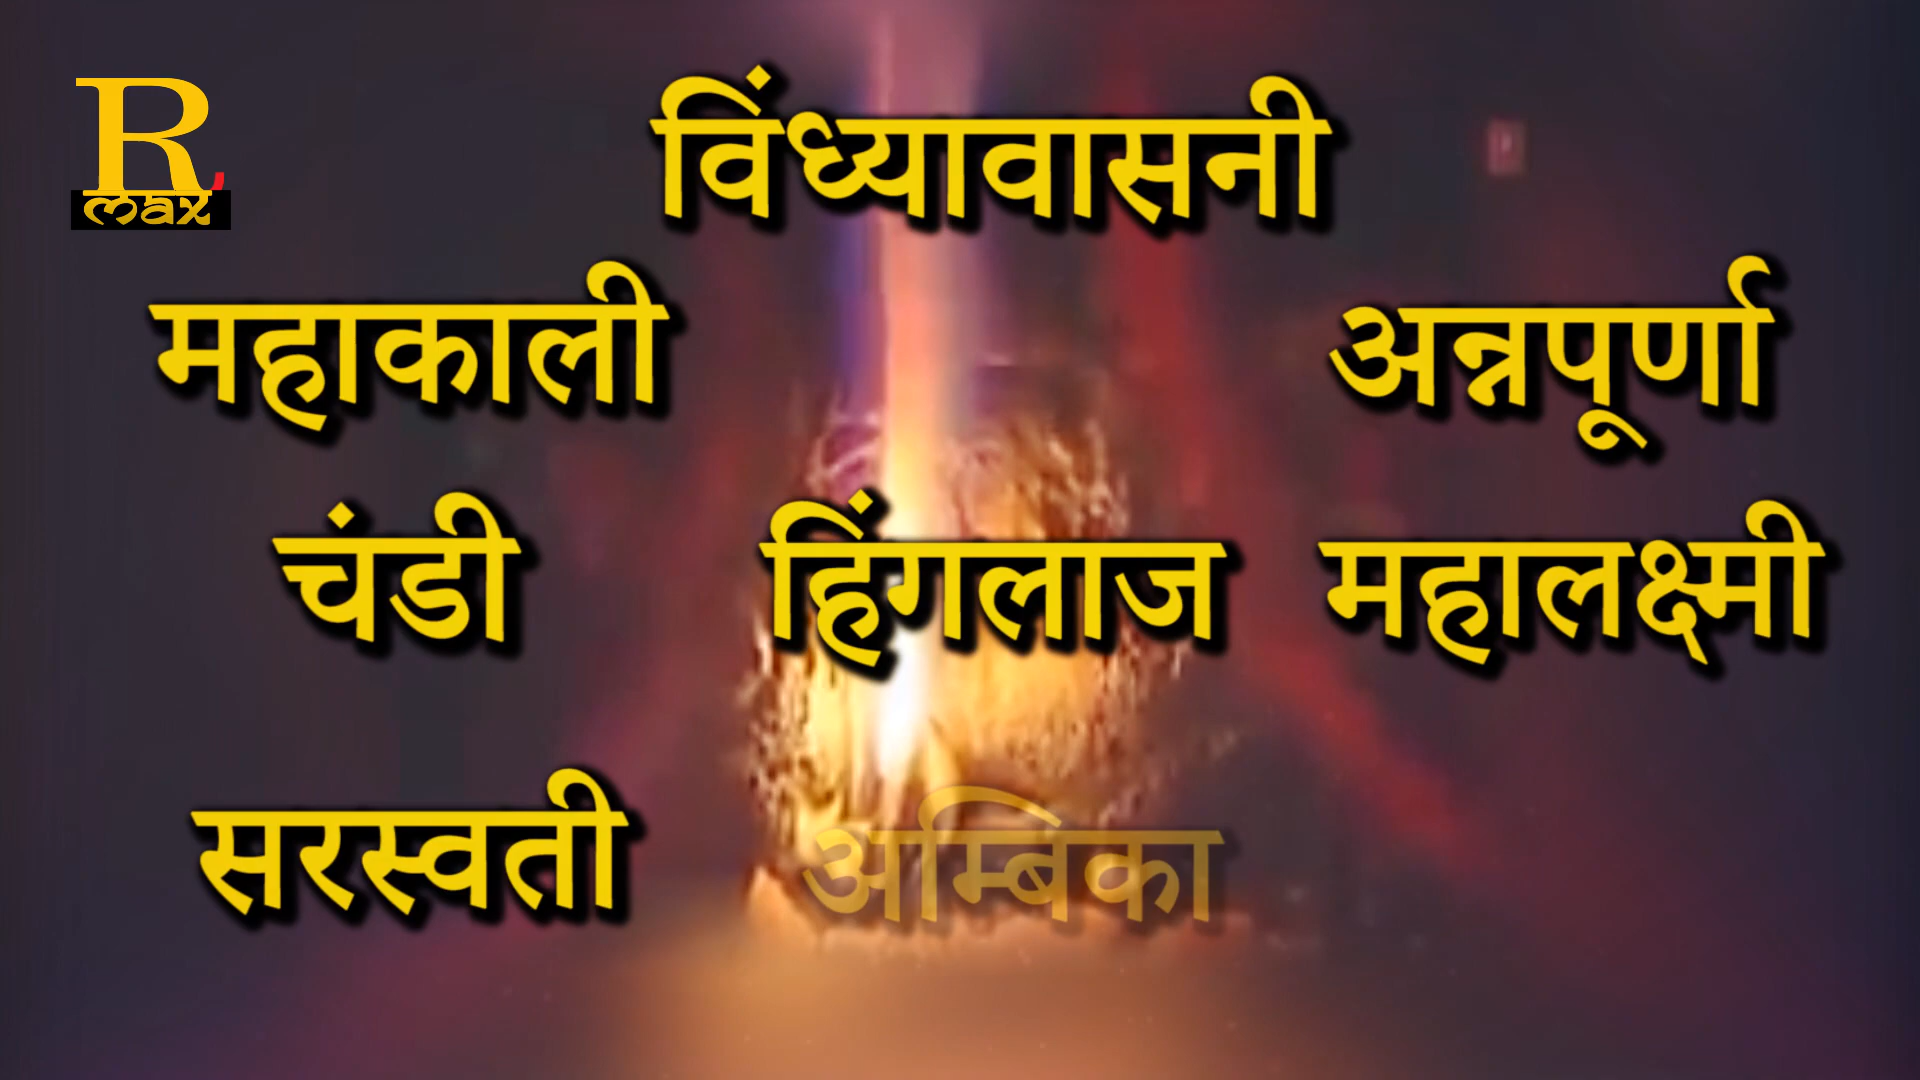 R
max
विंध्यावासनी
महाकाली
अन्नपूर्णा
चंडी
हिंगलाज
महालक्ष्मी
सरस्वती
अम्बिका